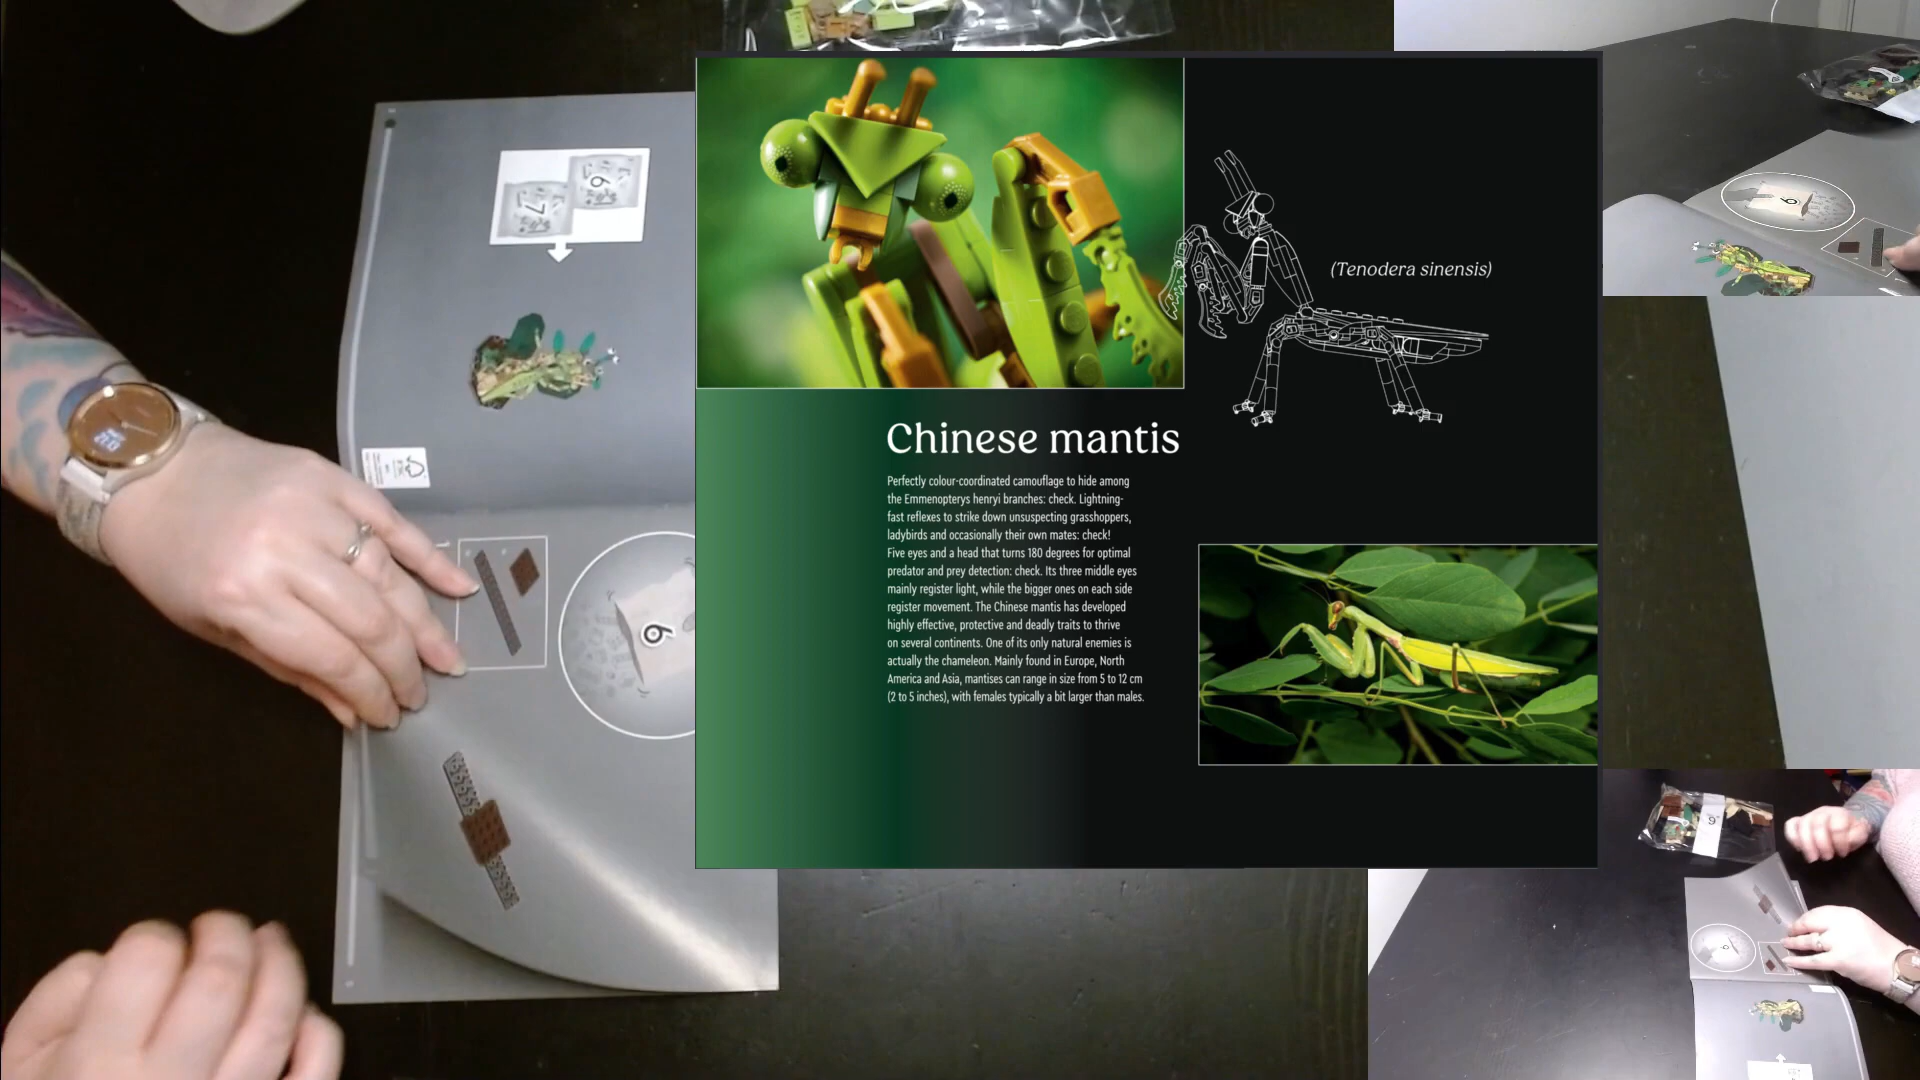 6
7
6
(Tenodera sinensis)
Chinese mantis
Perfectly colour-coordinated camouflage to hide among
the Emmenopterys henryi branches: check. Lightning-
fast reflexes to strike down unsuspecting grasshoppers,
ladybirds and occasionally their own mates: check!
Five eyes and a head that turns 180 degrees for optimal
predator and prey detection: check. Its three middle eyes
mainly register light, while the bigger ones on each side
register movement. The Chinese mantis has developed
highly effective, protective and deadly traits to thrive
on several continents. One of its only natural enemies is
actually the chameleon. Mainly found in Europe, North
America and Asia, mantises can range in size from 5 to 12 cm
(2 to 5 inches), with females typically a bit larger than males.
6
6